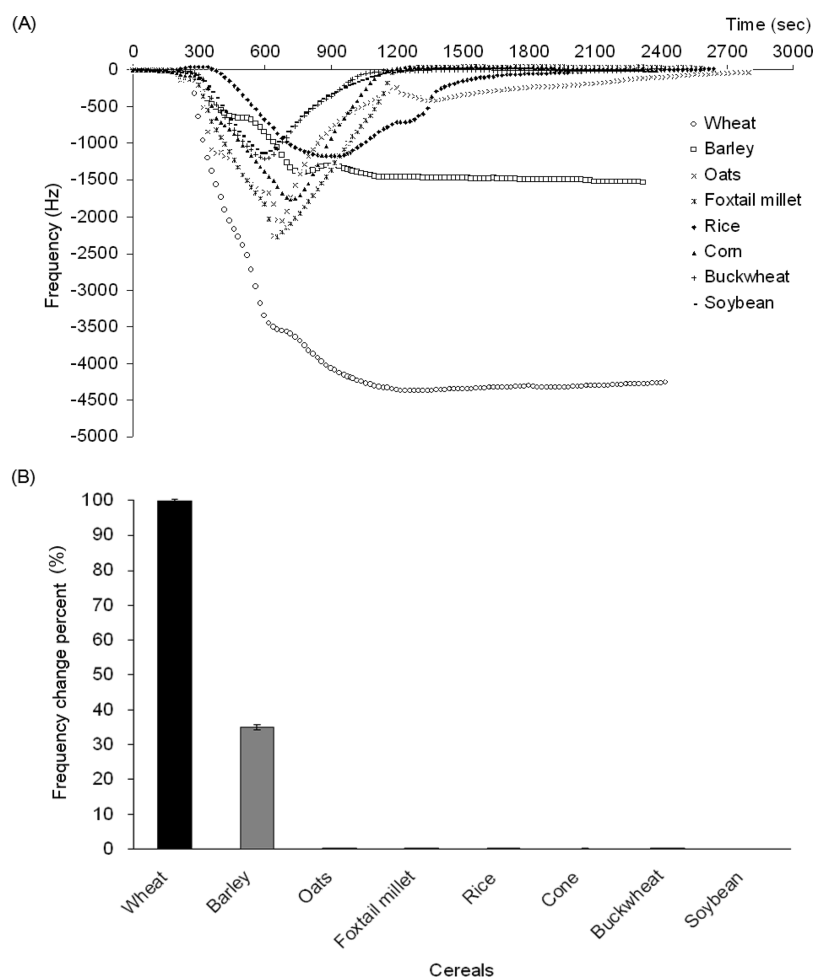 (A)
Time (sec)
0 300 600 900 1200 1500 1800 2100 2400 2700 3000
0
-500
-1000
-1500
-2000
-2500
-3000
-3500
-4000
-4500
-5000
Frequency (Hz)
Wheat
Barley
Oats
Foxtail millet
Rice
Corn
Buckwheat
Soybean
(B)
100
90
80
70
60
50
40
30
20
10
0
Frequency change percent (%)
Wheat
Barley
Oats
Foxtail millet
Rice
Cone
Buckwheat
Soybean
Cereals